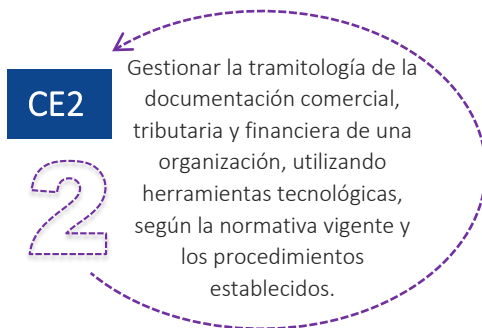 CE2
2
Gestionar la tramitología de la
documentación comercial,
tributaria y financiera de una
organización, utilizando
herramientas tecnológicas,
según la normativa vigente y
los procedimientos
establecidos.